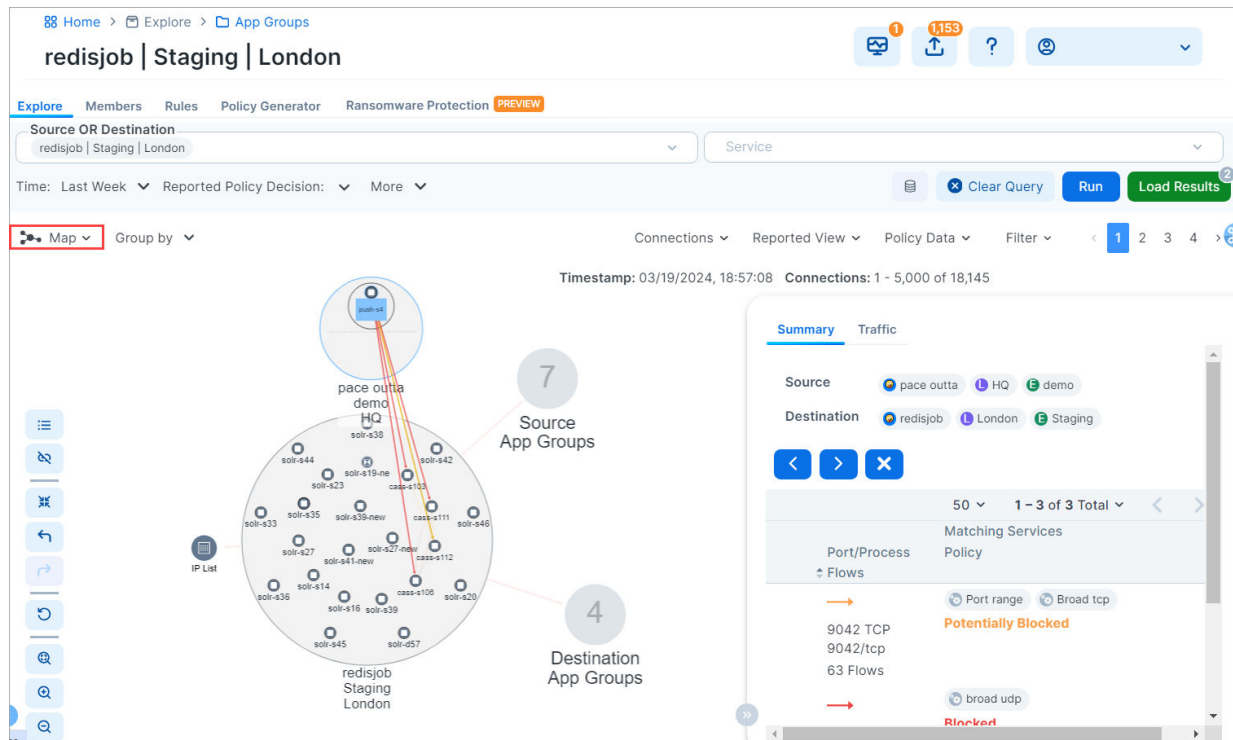 Home > Explore > App Groups
1
1,153
redisjob | Staging | London
?
Explore Members Rules Policy Generator Ransomware Protection PREVIEW
Source OR Destination
redisjob | Staging | London
Service
Time: Last Week Reported Policy Decision: More
Clear Query Run Load Results 2
Map Group by
Connections Reported View Policy Data Filter < 1 2 3 4 >
Timestamp: 03/19/2024, 18:57:08 Connections: 1 - 5,000 of 18,145
push-s4
pace outta
demo
HQ
7
Source
App Groups
solr-s38
solr-s44
solr-s42
solr-s19-ne
solr-s23
cass-s103
solr-s33
solr-s35
solr-s39-new
cass-s111
solr-s46
solr-s27
solr-s41-new
solr-s27-new
cass-s112
IP List
solr-s36
solr-s14
cass-s106
solr-s20
solr-s16
solr-s39
solr-s45
solr-d57
redisjob
Staging
London
4
Destination
App Groups
Summary Traffic
Source pace outta L HQ E demo
Destination redisjob L London E Staging
50 1 – 3 of 3 Total
Port/Process
Flows
Matching Services
Policy
9042 TCP
9042/tcp
63 Flows
Port range Broad tcp
Potentially Blocked
broad udp
Blocked